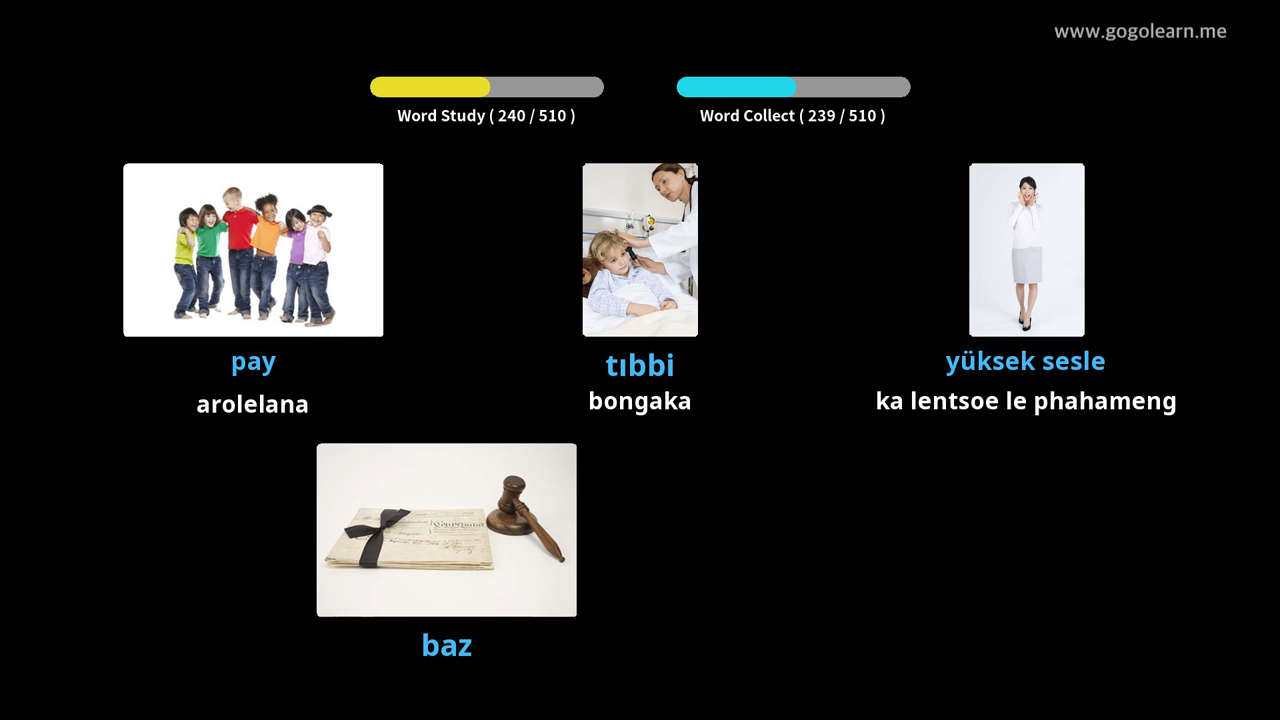 www.gogolearn.me
Word Study ( 240 / 510 )
Word Collect ( 239 / 510 )
pay
tıbbi
yüksek sesle
arolelana
bongaka
ka lentsoe le phahameng
baz